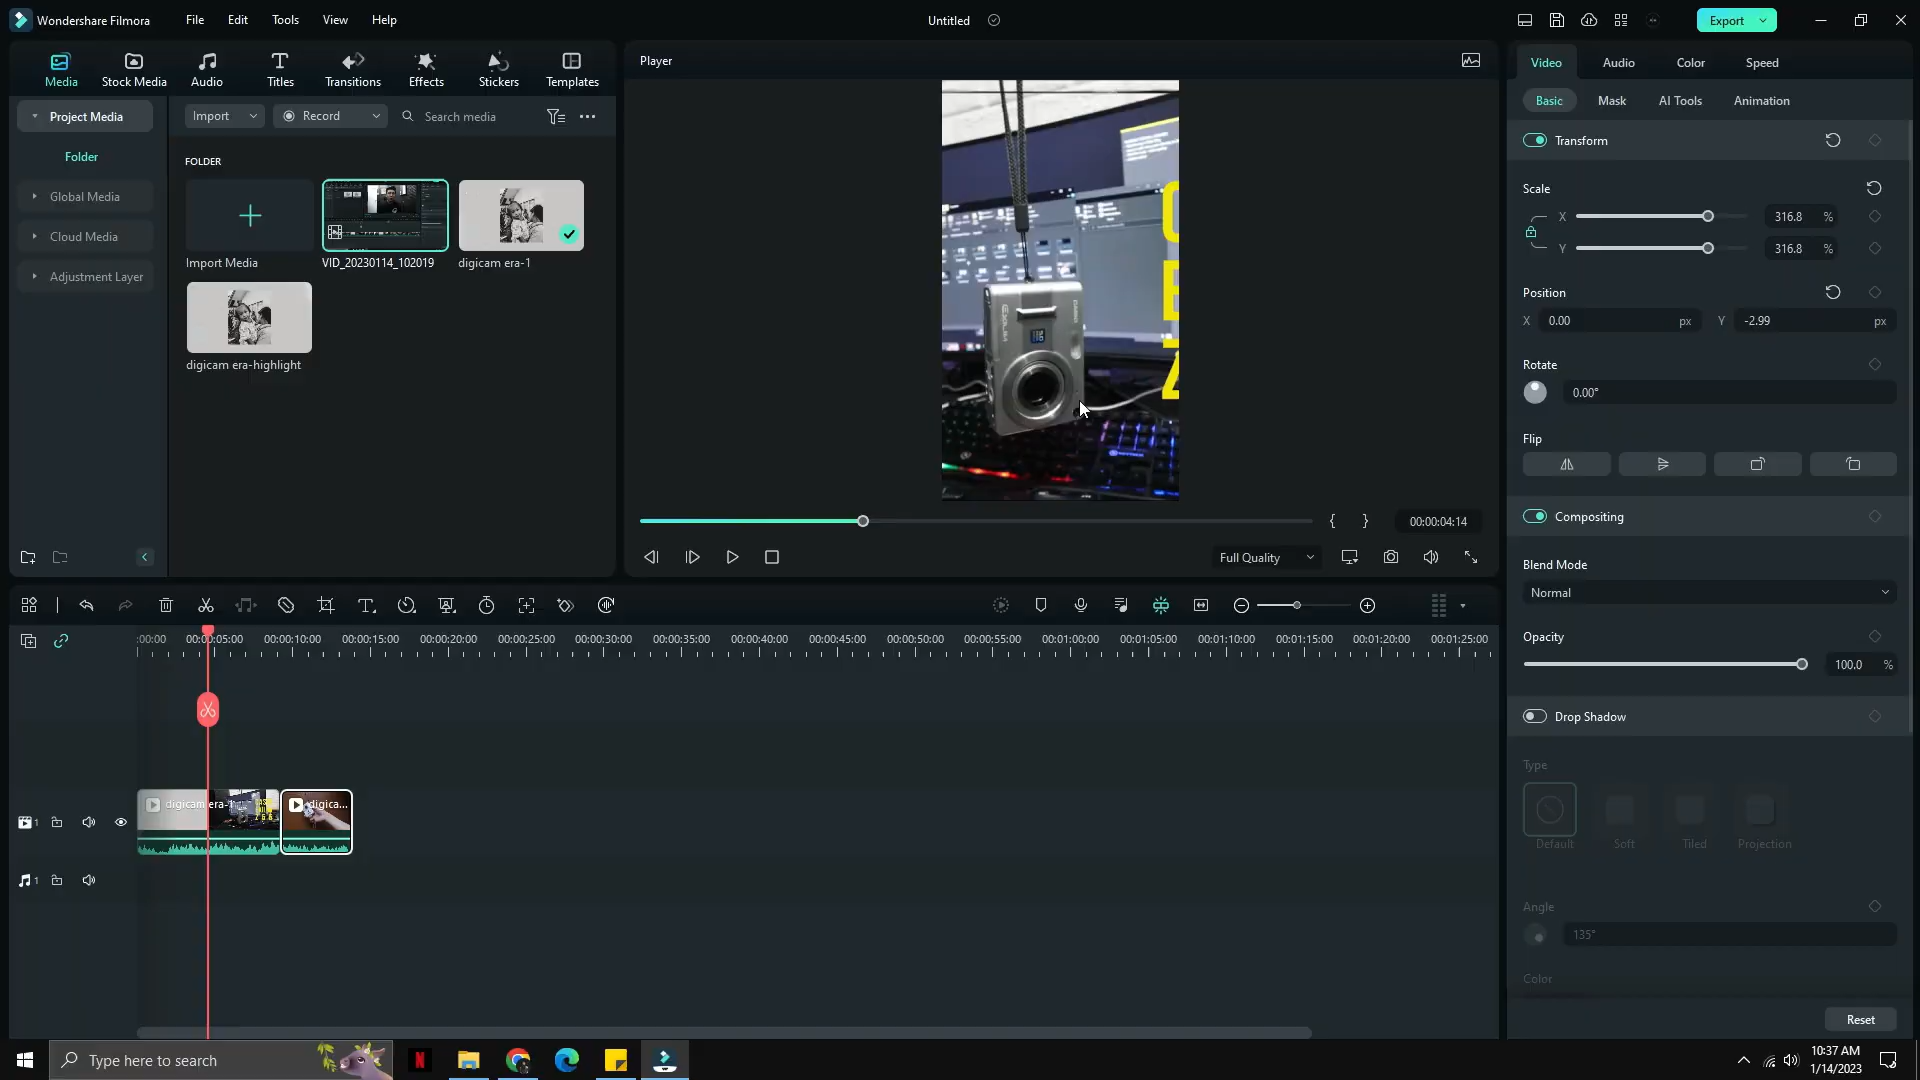 Wondershare Filmora
File
Edit
Tools
View
Help
Untitled
Export
Media
Stock Media
Audio
Titles
Transitions
Effects
Stickers
Templates
Player
Video
Audio
Color
Speed
Project Media
Import
Record
Search media
Basic
Mask
AI Tools
Animation
Folder
FOLDER
Transform
Global Media
Scale
X
316.8
%
Y
316.8
%
Cloud Media
Import Media
VID_20230114_102019
digicam era-1
Adjustment Layer
Position
X
0.00
px
Y
-2.99
px
digicam era-highlight
Rotate
0.00°
Flip
00:00:04:14
Compositing
Full Quality
Blend Mode
Normal
:00:00
00:00:05:00
00:00:10:00
00:00:15:00
00:00:20:00
00:00:25:00
00:00:30:00
00:00:35:00
00:00:40:00
00:00:45:00
00:00:50:00
00:00:55:00
00:01:00:00
00:01:05:00
00:01:10:00
00:01:15:00
00:01:20:00
00:01:25:00
Opacity
100.0
%
Drop Shadow
Type
digicam era-1
digica...
1
Default
Soft
Tiled
Projection
1
Angle
135°
Color
Reset
Type here to search
10:37 AM
1/14/2023